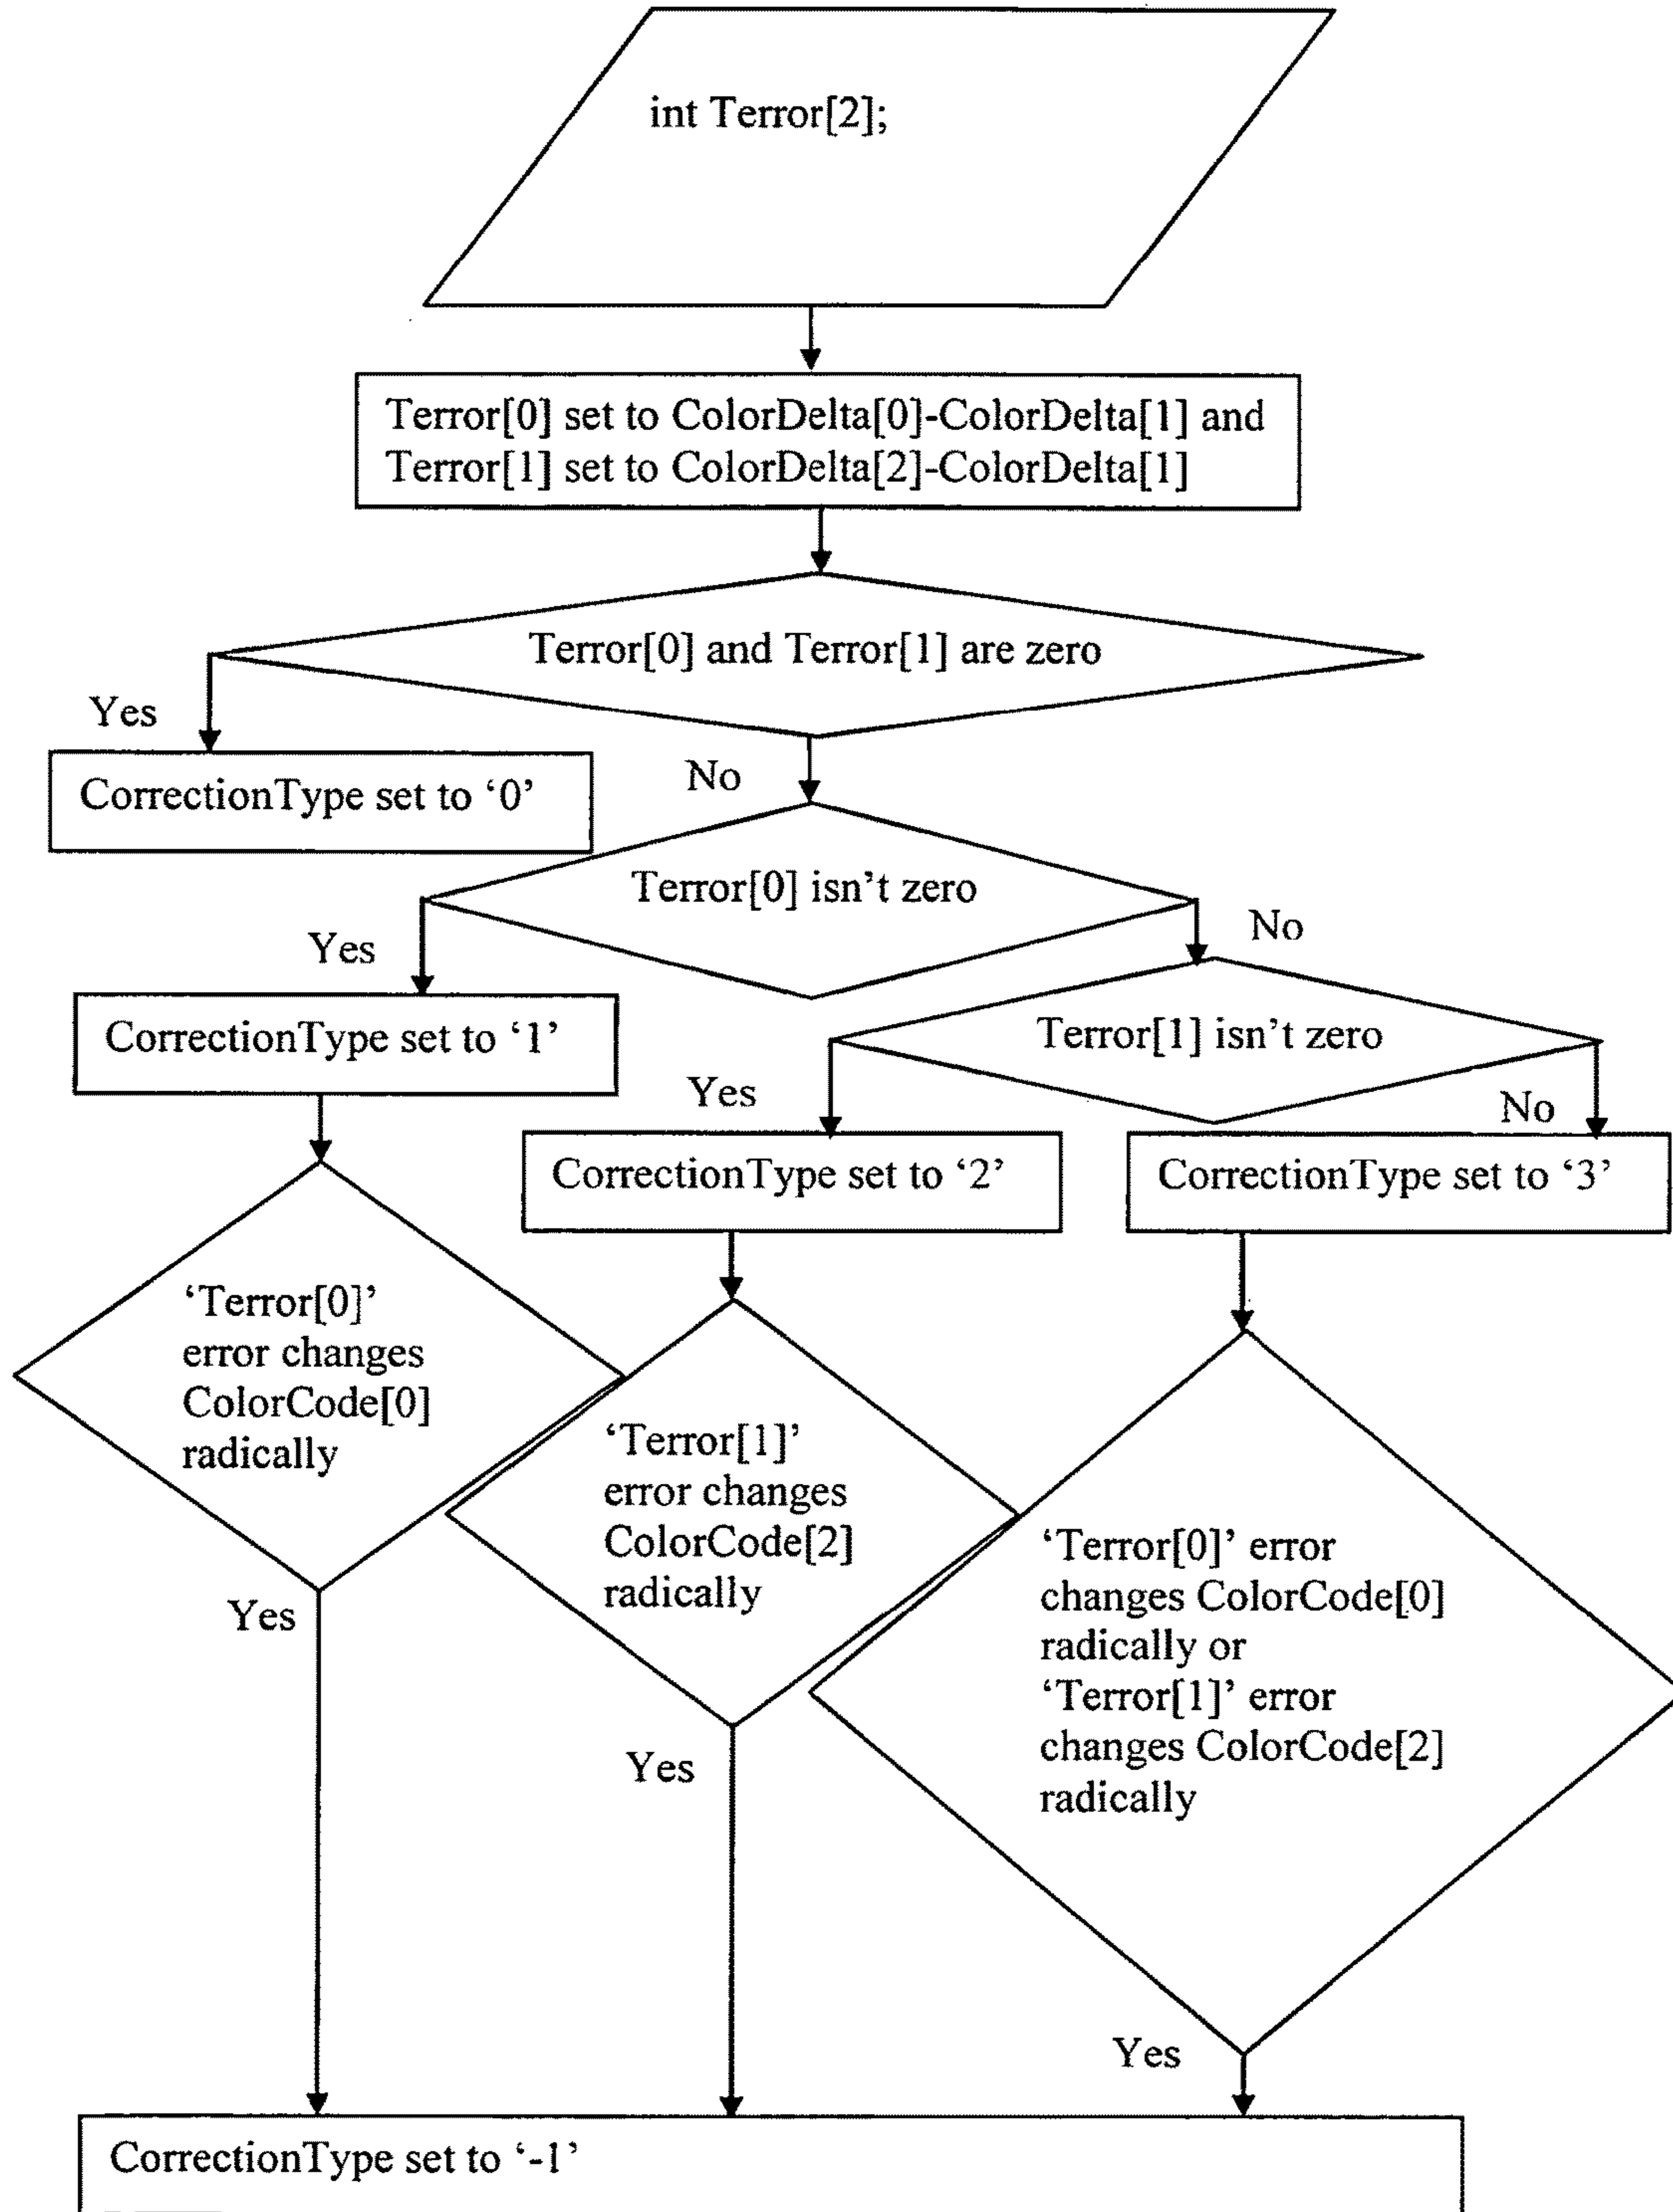 int Terror[2];
Terror[0] set to ColorDelta[0]-ColorDelta[1] and
Terror[1] set to ColorDelta[2]-ColorDelta[1]
Terror[0] and Terror[1] are zero
Yes
CorrectionType set to ‘0’
No
Terror[0] isn’t zero
Yes
No
CorrectionType set to ‘1’
Terror[1] isn’t zero
Yes
No
CorrectionType set to ‘2’
CorrectionType set to ‘3’
‘Terror[0]’
error changes
ColorCode[0]
radically
‘Terror[1]’
error changes
ColorCode[2]
radically
‘Terror[0]’ error
changes ColorCode[0]
radically or
‘Terror[1]’ error
changes ColorCode[2]
radically
Yes
Yes
Yes
CorrectionType set to ‘-1’